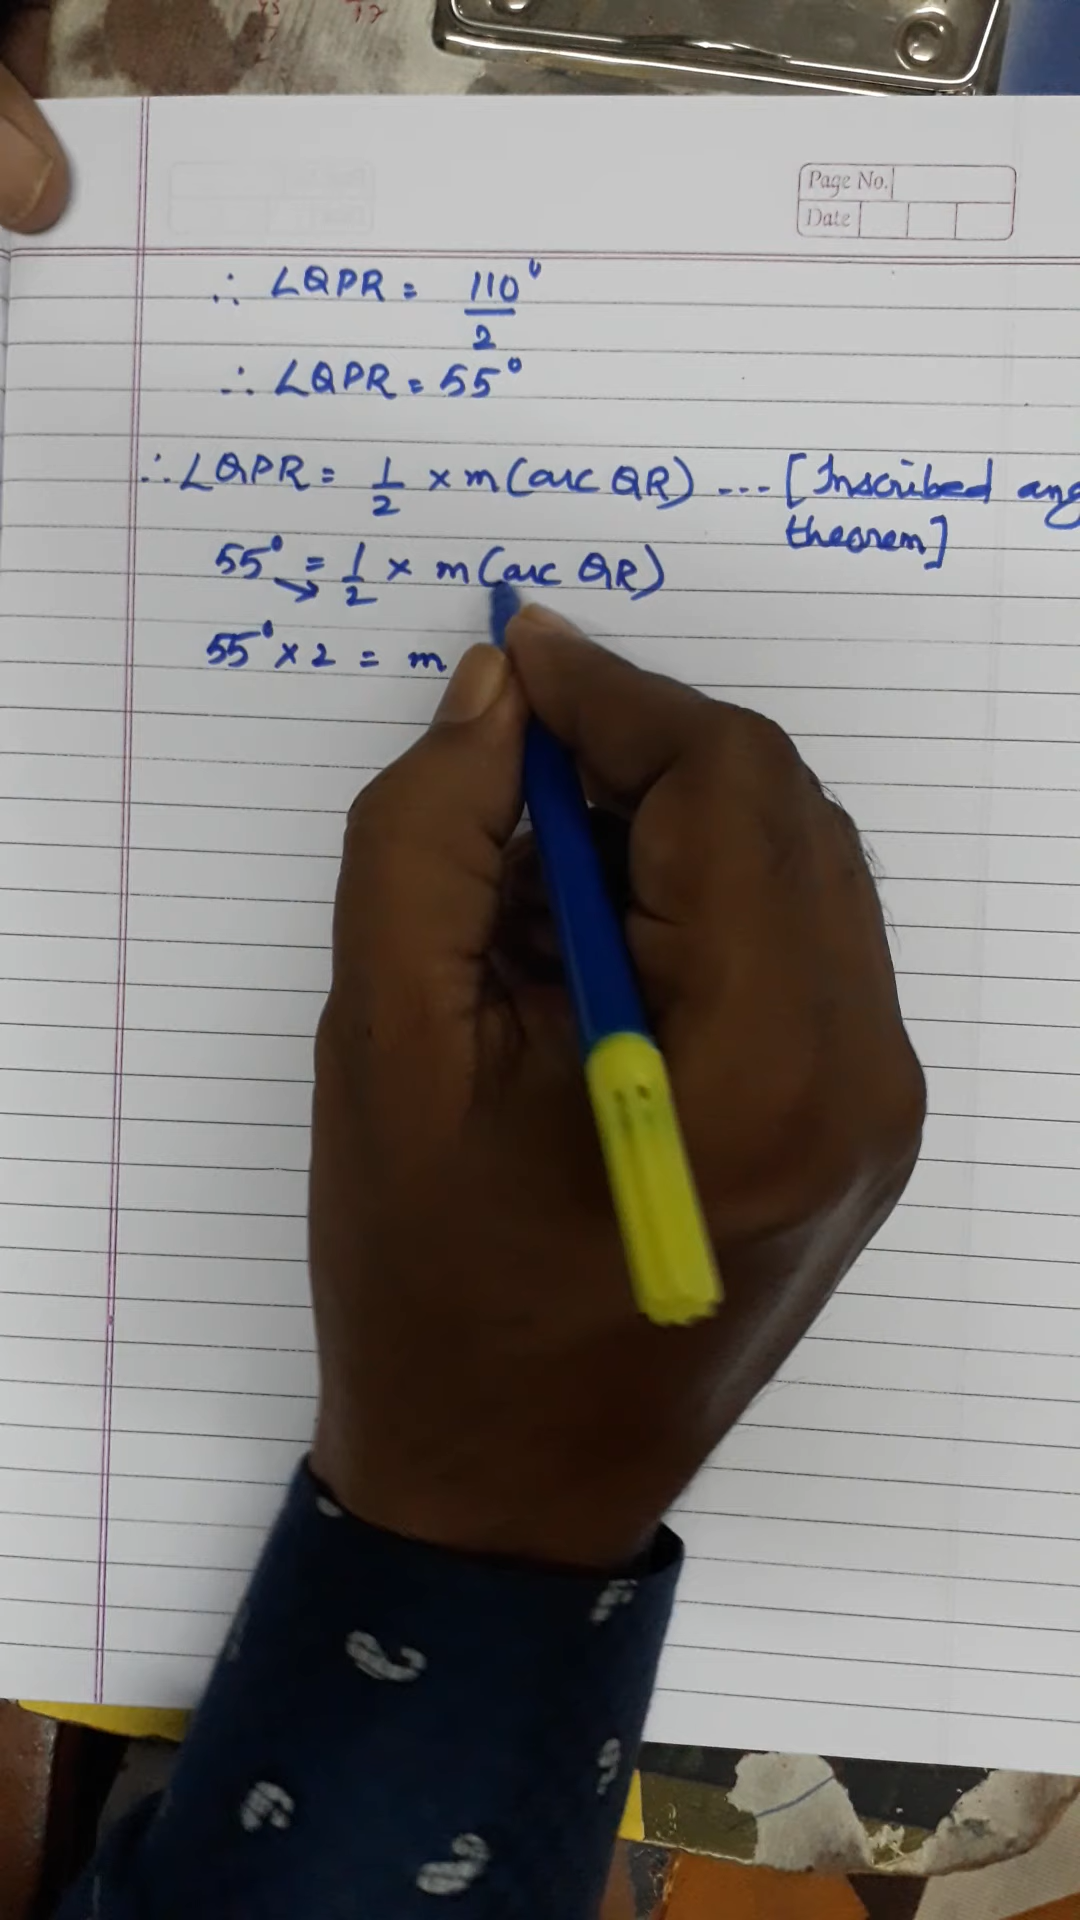 Page No.
Date
∴ ∠QPR = 110°/2
∴ ∠QPR = 55°
∴ ∠QPR = 1/2 × m(arc QR) --- [Inscribed ang
theorem]
55° = 1/2 × m(arc QR)
55° × 2 = m